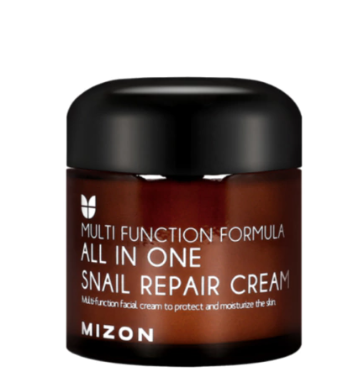 MULTI FUNCTION FORMULA
ALL IN ONE
SNAIL REPAIR CREAM
Multi-function facial cream to protect and moisturize the skin.
MIZON